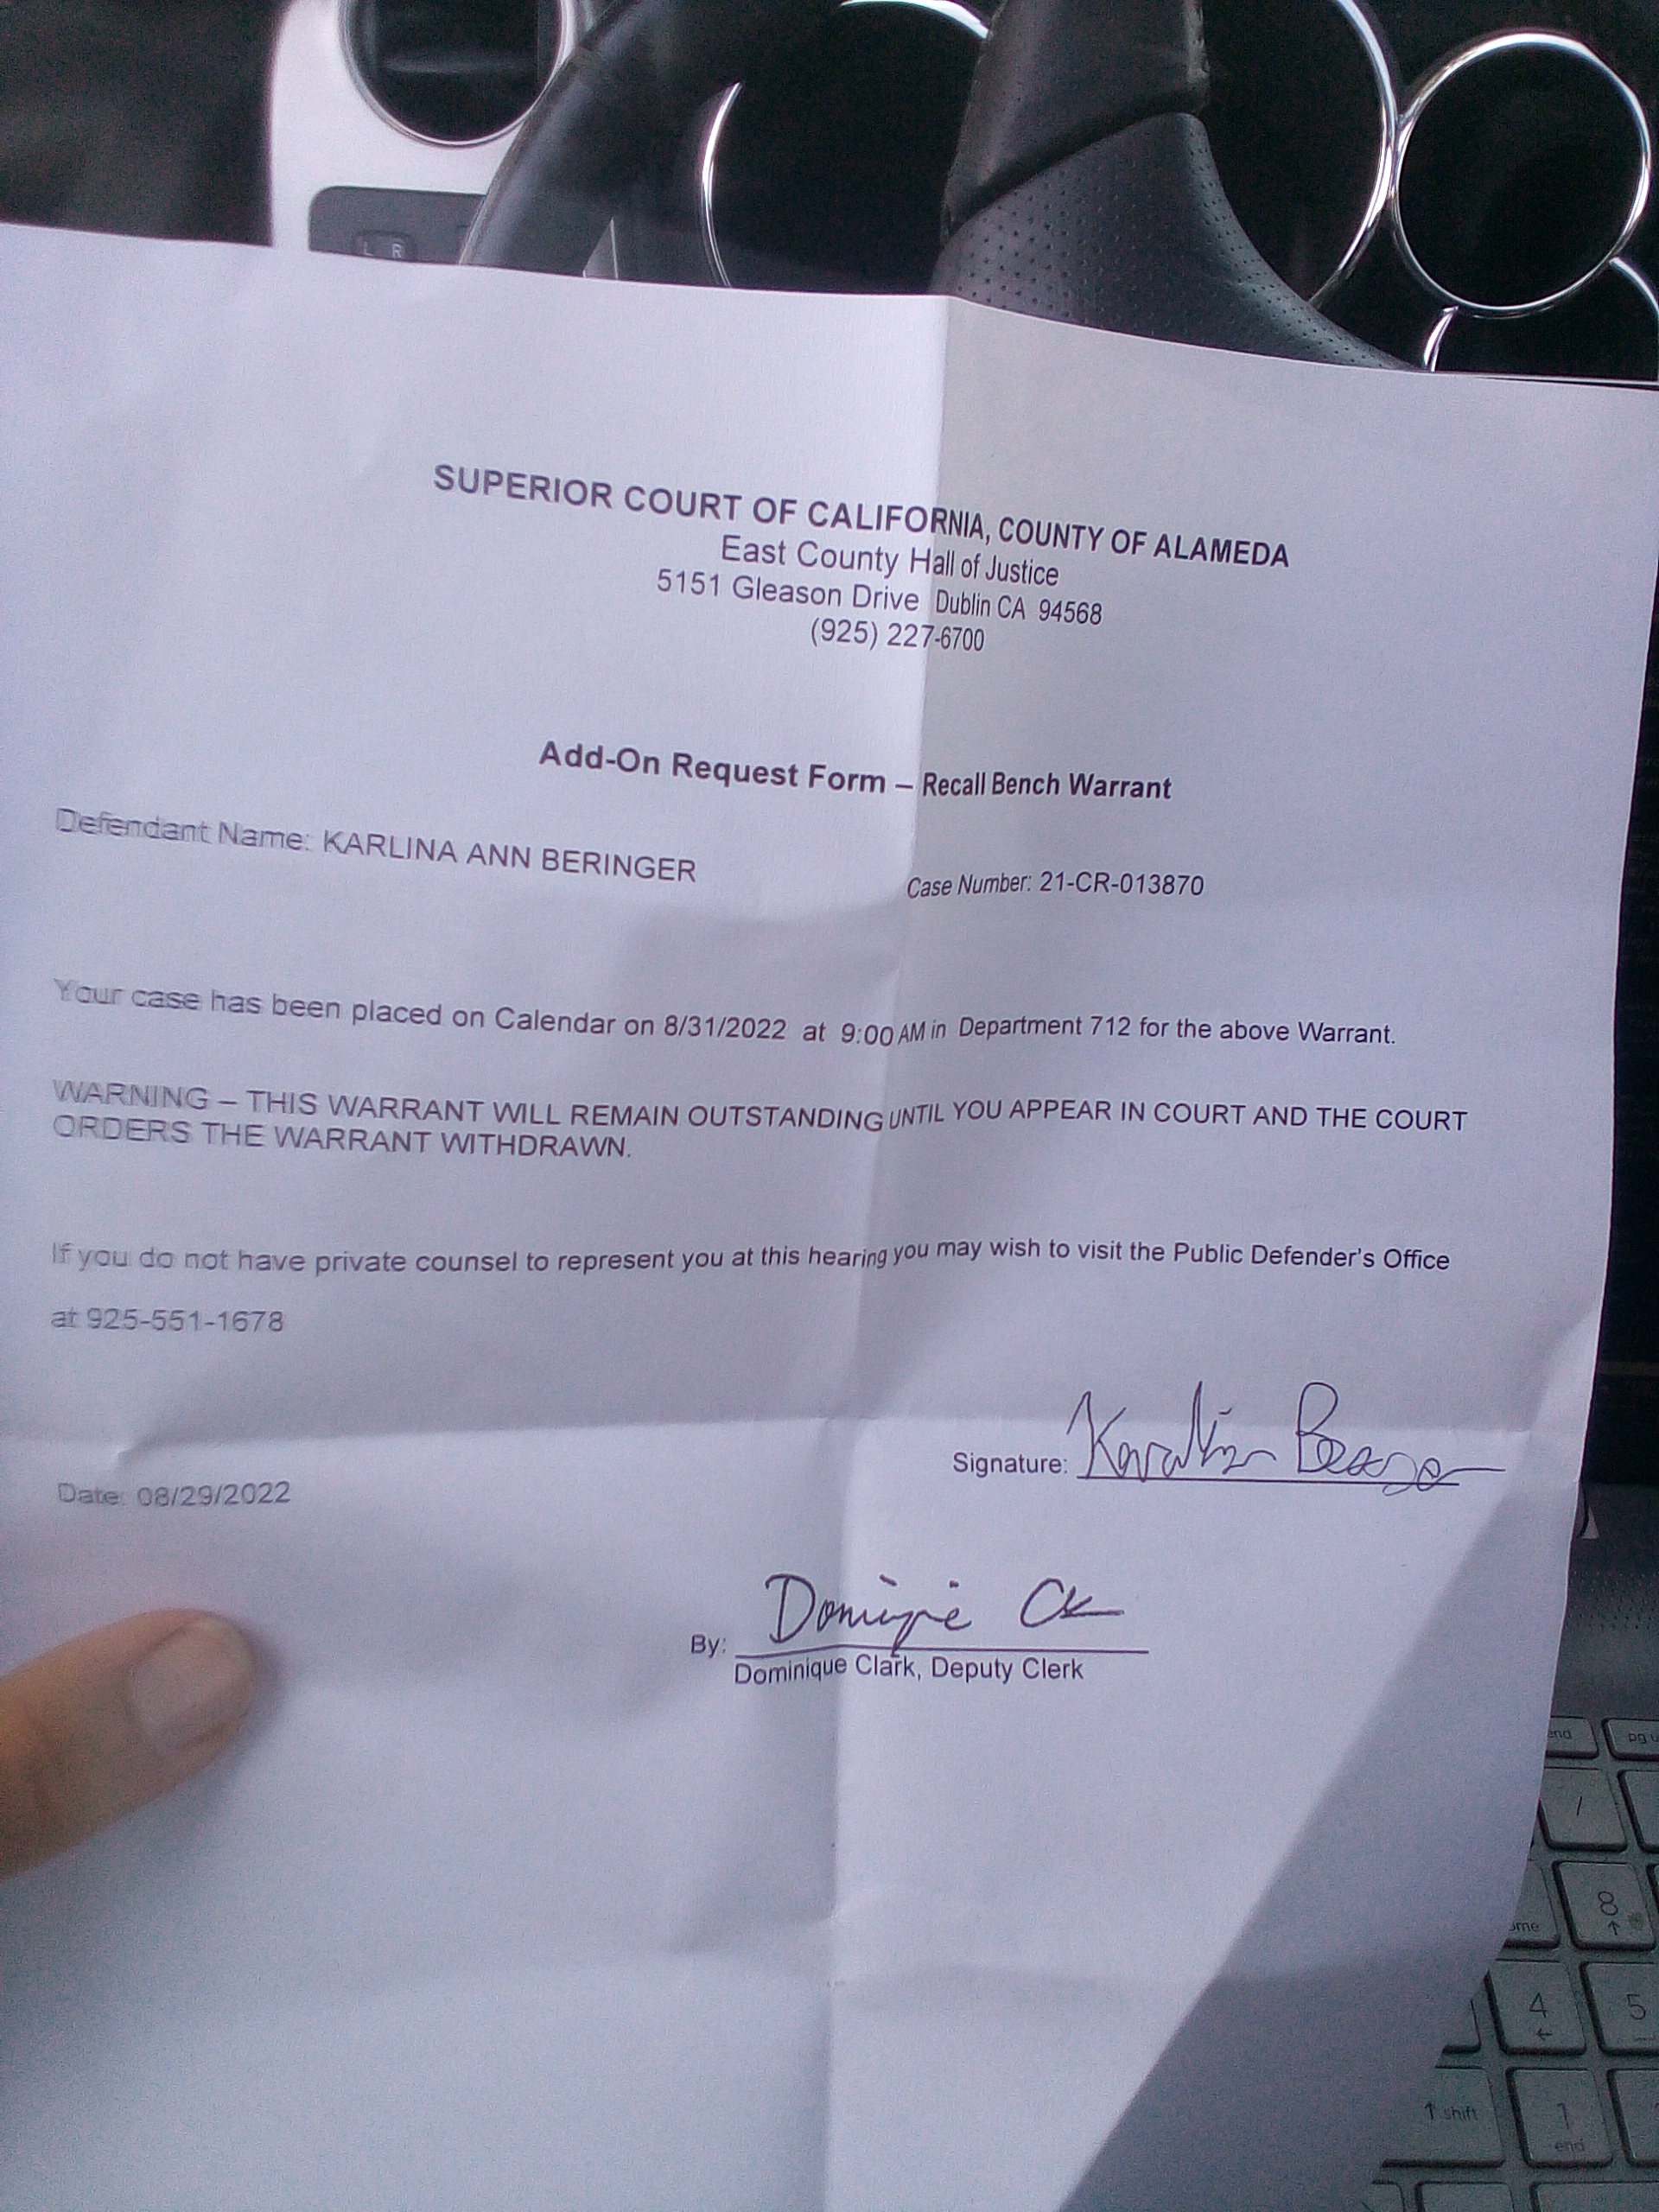 SUPERIOR COURT OF CALIFORNIA, COUNTY OF ALAMEDA
East County Hall of Justice
5151 Gleason Drive Dublin CA 94568
(925) 227-6700
Add-On Request Form – Recall Bench Warrant
Defendant Name: KARLINA ANN BERINGER
Case Number: 21-CR-013870
Your case has been placed on Calendar on 8/31/2022 at 9:00 AM in Department 712 for the above Warrant.
WARNING – THIS WARRANT WILL REMAIN OUTSTANDING UNTIL YOU APPEAR IN COURT AND THE COURT
ORDERS THE WARRANT WITHDRAWN.
If you do not have private counsel to represent you at this hearing you may wish to visit the Public Defender's Office
at 925-551-1678
Signature:
Date: 08/29/2022
By:
Dominique Clark, Deputy Clerk
L R
end
pg u
/
8
ome
4
5
↑ shift
1
end